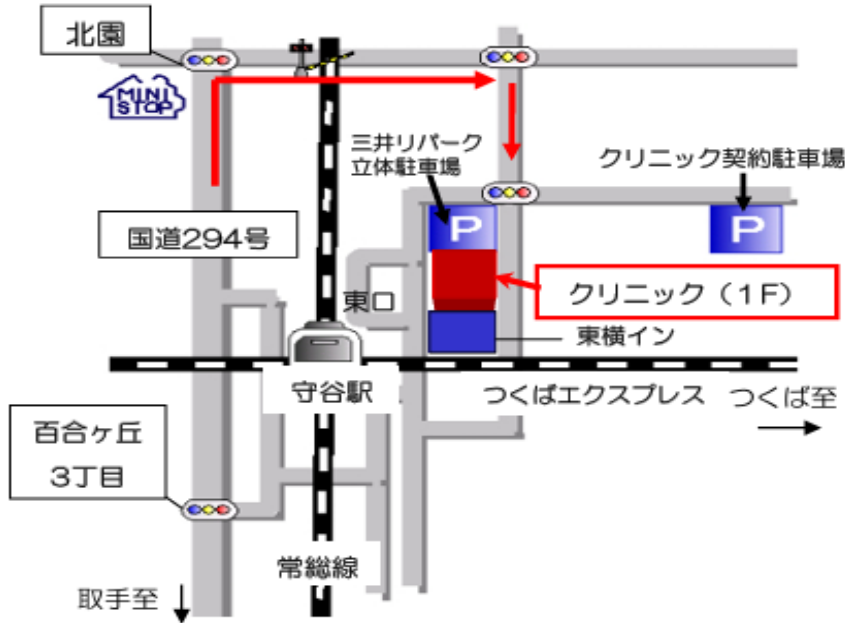 北園
MINI
STOP
三井リパーク
立体駐車場
クリニック契約駐車場
P
P
国道294号
東口
クリニック（1F）
東横イン
守谷駅
つくばエクスプレス
つくば至
百合ヶ丘
3丁目
常総線
取手至